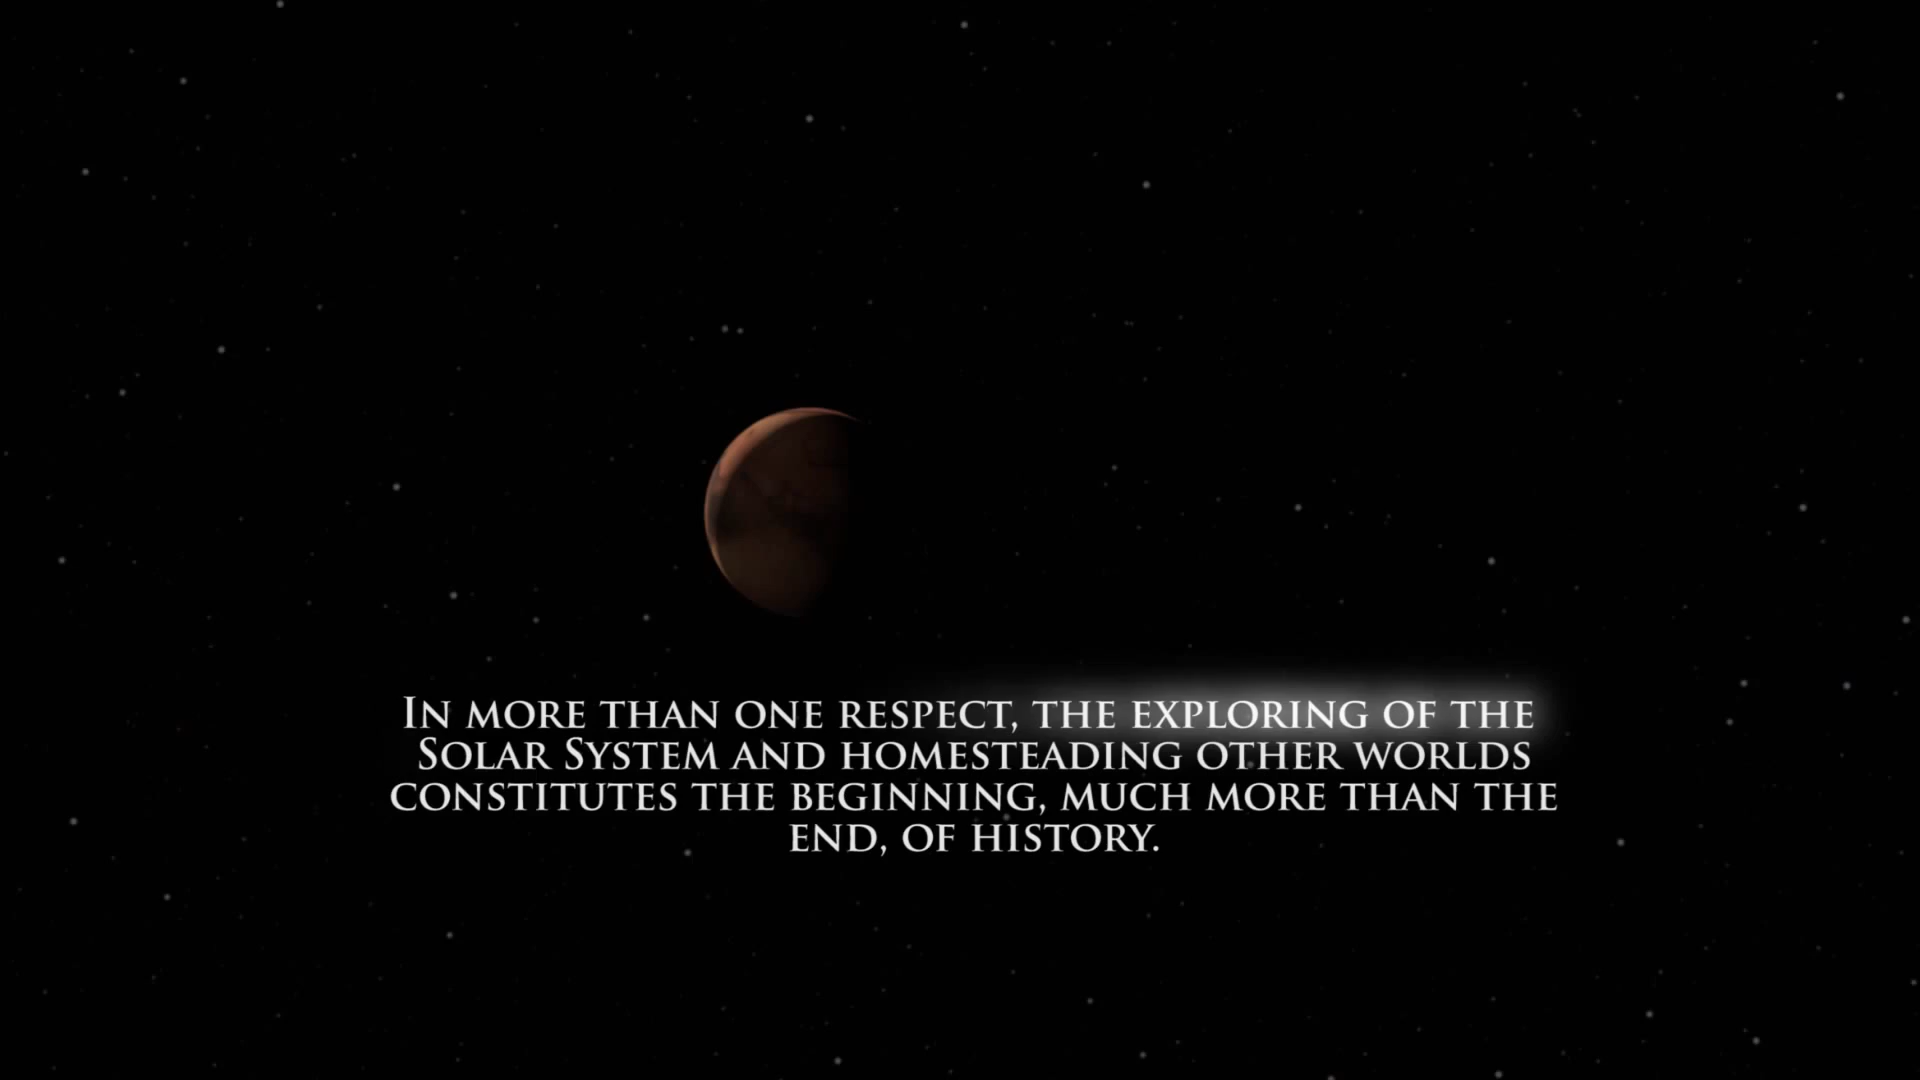 In more than one respect, the exploring of the
Solar System and homesteading other worlds
constitutes the beginning, much more than the
end, of history.